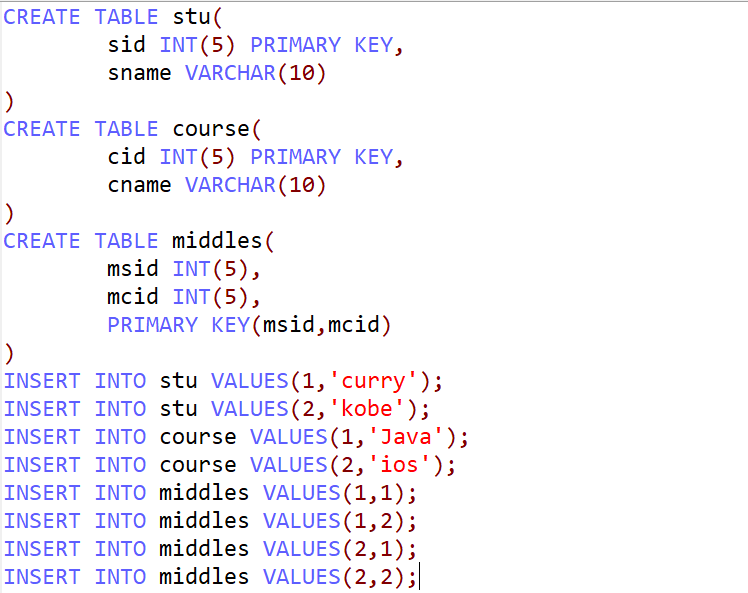 CREATE TABLE stu(
        sid INT(5) PRIMARY KEY,
        sname VARCHAR(10)
)
CREATE TABLE course(
        cid INT(5) PRIMARY KEY,
        cname VARCHAR(10)
)
CREATE TABLE middles(
        msid INT(5),
        mcid INT(5),
        PRIMARY KEY(msid,mcid)
)
INSERT INTO stu VALUES(1,'curry');
INSERT INTO stu VALUES(2,'kobe');
INSERT INTO course VALUES(1,'Java');
INSERT INTO course VALUES(2,'ios');
INSERT INTO middles VALUES(1,1);
INSERT INTO middles VALUES(1,2);
INSERT INTO middles VALUES(2,1);
INSERT INTO middles VALUES(2,2);